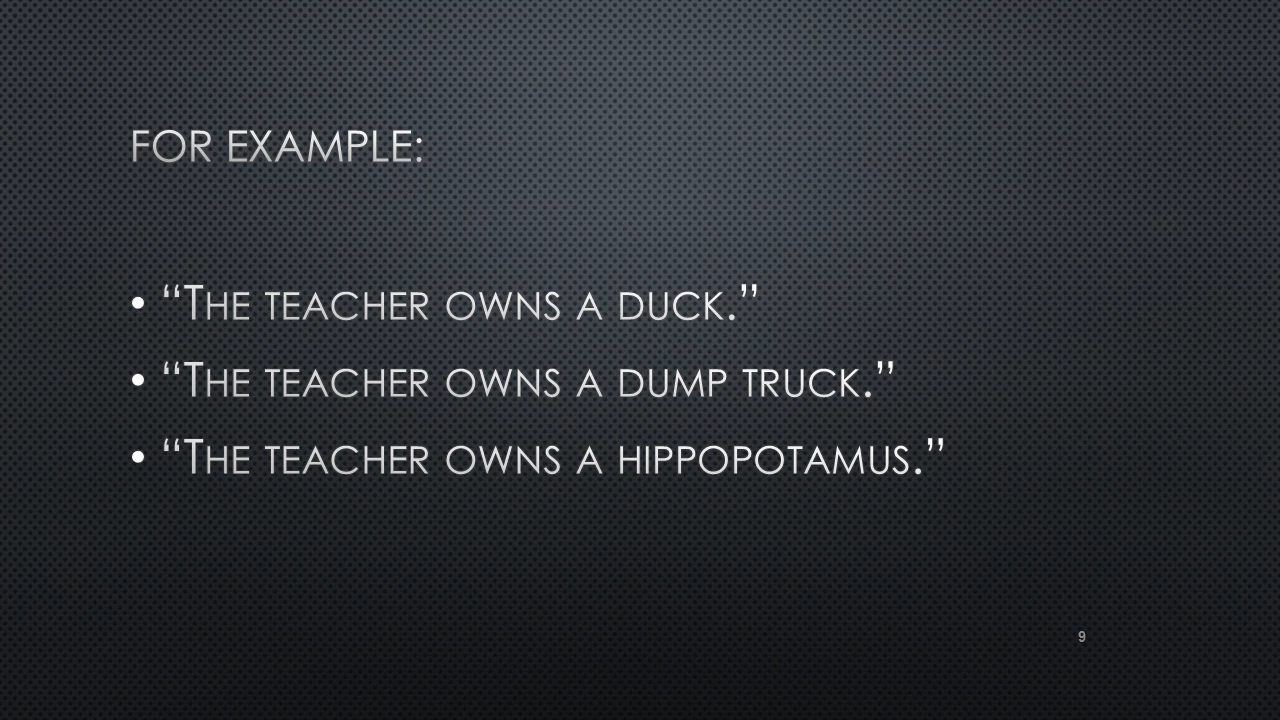 FOR EXAMPLE:
• “THE TEACHER OWNS A DUCK.”
• “THE TEACHER OWNS A DUMP TRUCK.”
• “THE TEACHER OWNS A HIPPOPOTAMUS.”
9